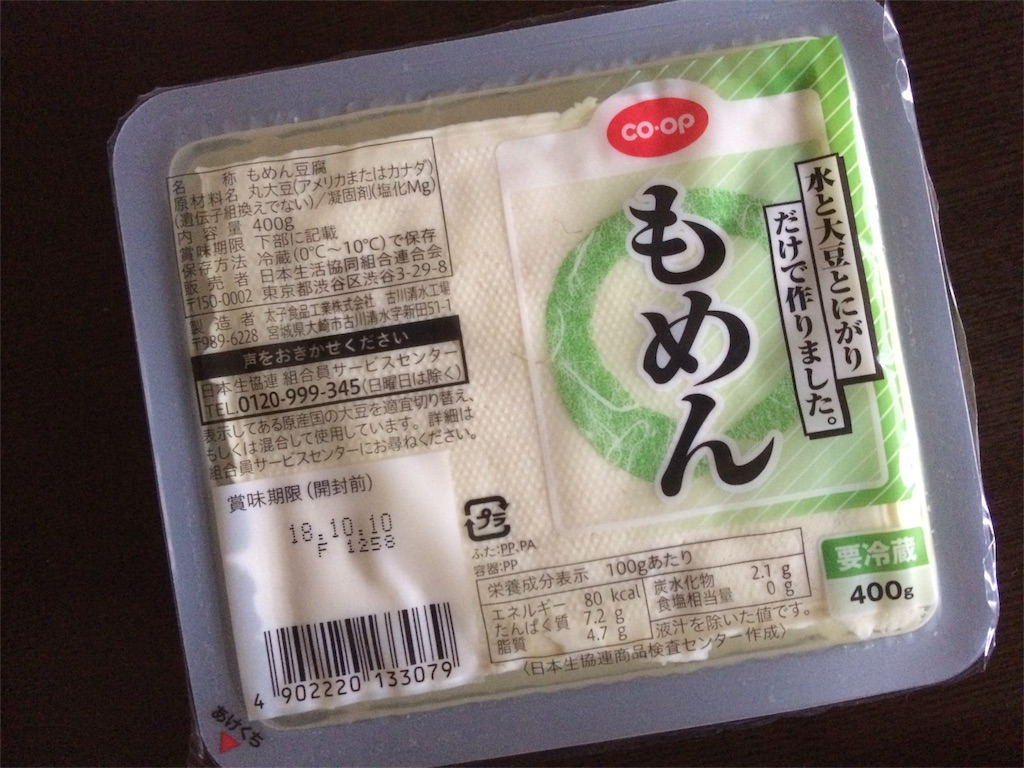 co·op
もめん
水と大豆とにがり
だけで作りました。
名 称 もめん豆腐
原材料名 丸大豆(アメリカまたはカナダ)
(遺伝子組換えでない)／凝固剤(塩化Mg)
内容量 400g
賞味期限 下部に記載
保存方法 冷蔵(0℃～10℃)で保存
販売者 日本生活協同組合連合会
〒150-0002 東京都渋谷区渋谷3-29-8
製造者 太子食品工業株式会社 古川清水工場
〒989-6228 宮城県大崎市古川清水字新田51-1
声をおきかせください
日本生協連 組合員サービスセンター
TEL.0120-999-345(日曜日は除く)
表示してある原産国の大豆を適宜切り替え、
もしくは混合して使用しています。詳細は
組合員サービスセンターにお尋ねください。
賞味期限(開封前)
18.10.10
F 1258
4 902220 133079
あけくち
プラ
ふた:PP、PA
容器:PP
栄養成分表示 100gあたり
エネルギー 80 kcal
たんぱく質 7.2 g
脂質 4.7 g
炭水化物 2.1 g
食塩相当量 0 g
液汁を除いた値です。
〈日本生協連商品検査センター作成〉
要冷蔵
400g